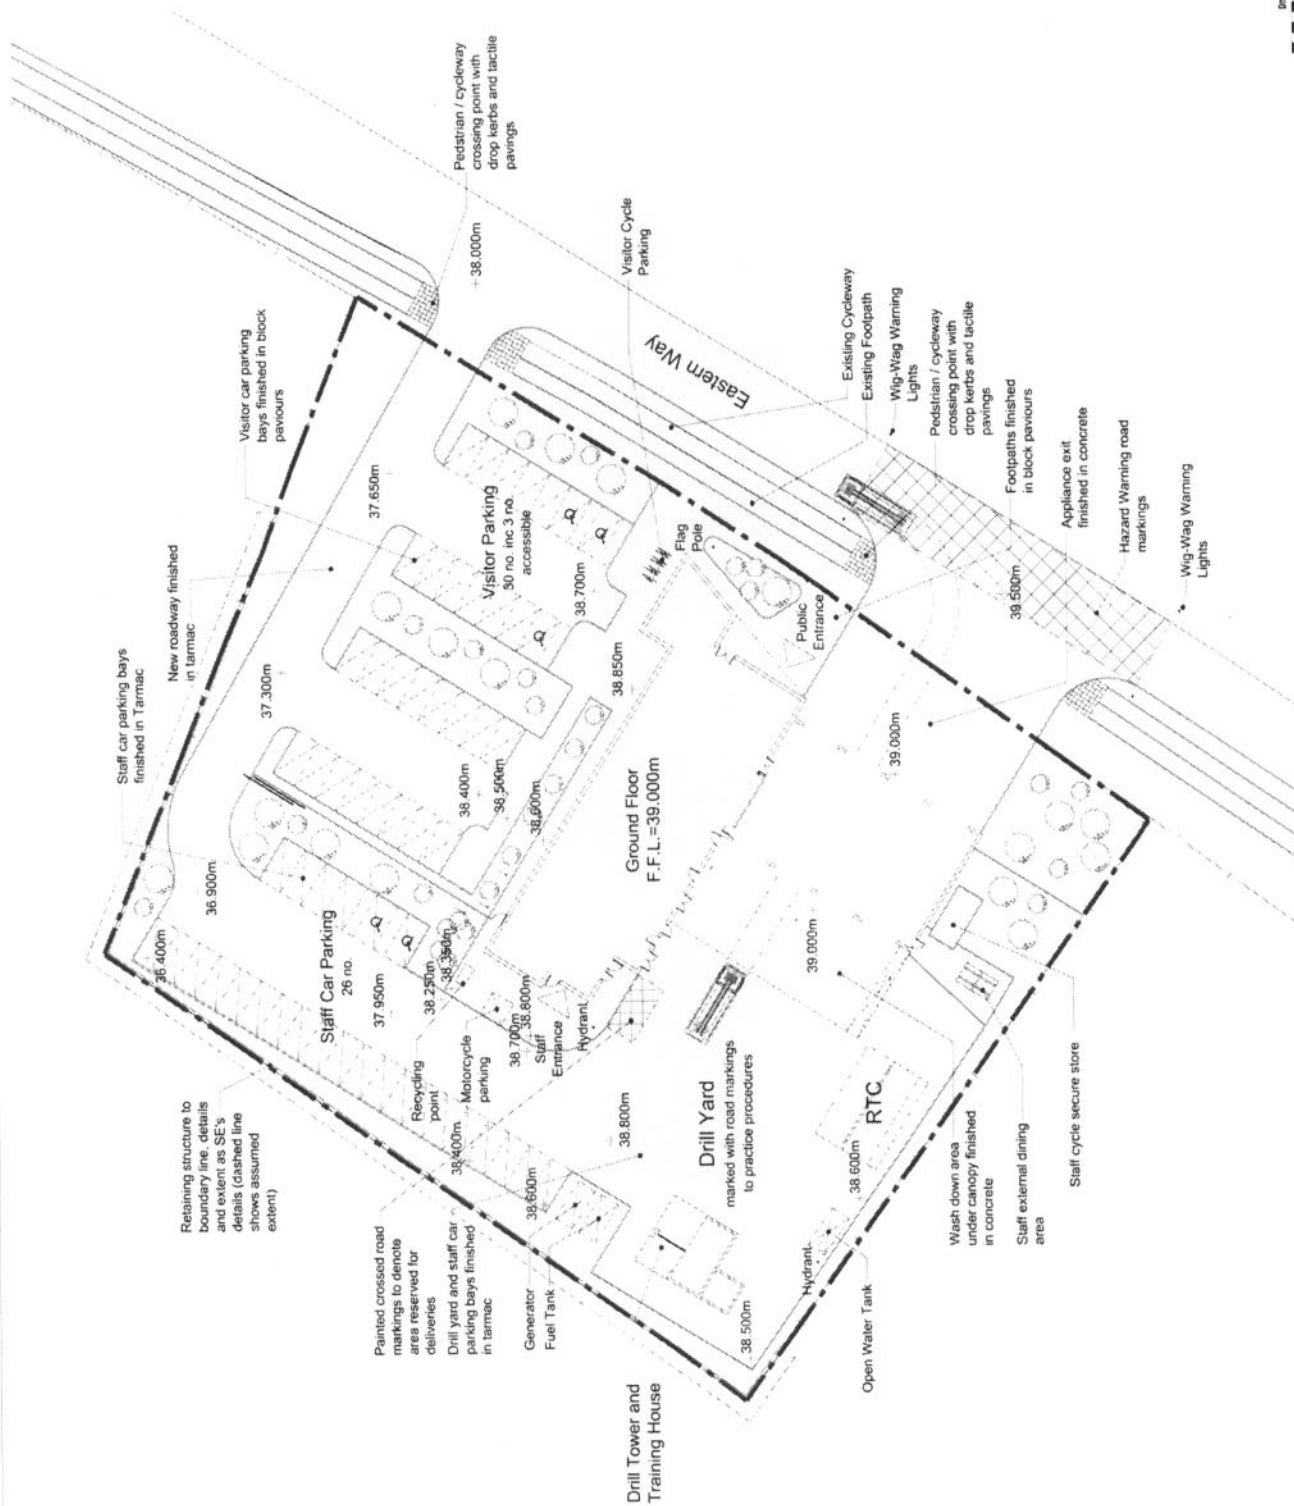 Pedstrian / cycleway
crossing point with
drop kerbs and tactile
pavings
38.000m
Visitor Cycle
Parking
Eastern Way
Existing Cycleway
Existing Footpath
Wig-Wag Warning
Lights
Pedstrian / cycleway
crossing point with
drop kerbs and tactile
pavings
Footpaths finished
in block paviours
Appliance exit
finished in concrete
Hazard Warning road
markings
Wig-Wag Warning
Lights
Visitor car parking
bays finished in block
paviours
37.650m
Visitor Parking
30 no. inc 3 no.
accessible
38.700m
Flag
Pole
Public
Entrance
39.500m
New roadway finished
in tarmac
37.300m
38.850m
39.000m
Staff car parking bays
finished in Tarmac
38.400m
38.500m
38.600m
Ground Floor
F.F.L.=39.000m
36.900m
36.400m
Staff Car Parking
26 no.
37.950m
38.250m
38.350m
38.800m
38.700m
Staff
Entrance
Hydrant
39.000m
Retaining structure to
boundary line, details
and extent as SE's
details (dashed line
shows assumed
extent)
Recycling
point
Motorcycle
parking
38.400m
38.600m
38.800m
Drill Yard
marked with road markings
to practice procedures
RTC
38.600m
Painted crossed road
markings to denote
area reserved for
deliveries
Drill yard and staff car
parking bays finished
in tarmac
Generator
Fuel Tank
Drill Tower and
Training House
38.500m
Hydrant
Open Water Tank
Wash down area
under canopy finished
in concrete
Staff external dining
area
Staff cycle secure store